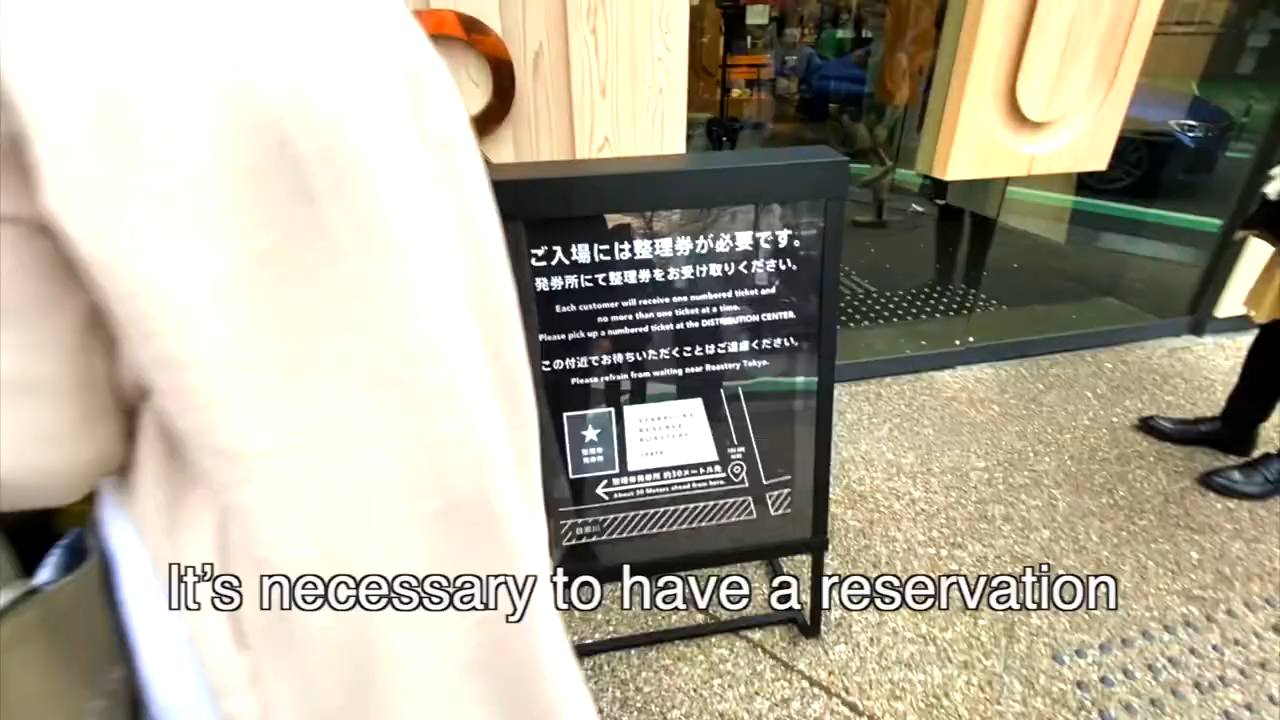 ご入場には整理券が必要です。
発券所にて整理券をお受け取りください。
Each customer will receive one numbered ticket and
no more than one ticket at a time.
Please pick up a numbered ticket at the DISTRIBUTION CENTER.
この付近でお待ちいただくことはご遠慮ください。
Please refrain from waiting near Roastery Tokyo.
STARBUCKS
RESERVE
ROASTERY
YOU ARE
HERE
整理券
発券所
整理券発券所 約30メートル先
About 30 Meters ahead from here.
目黒川
It's necessary to have a reservation